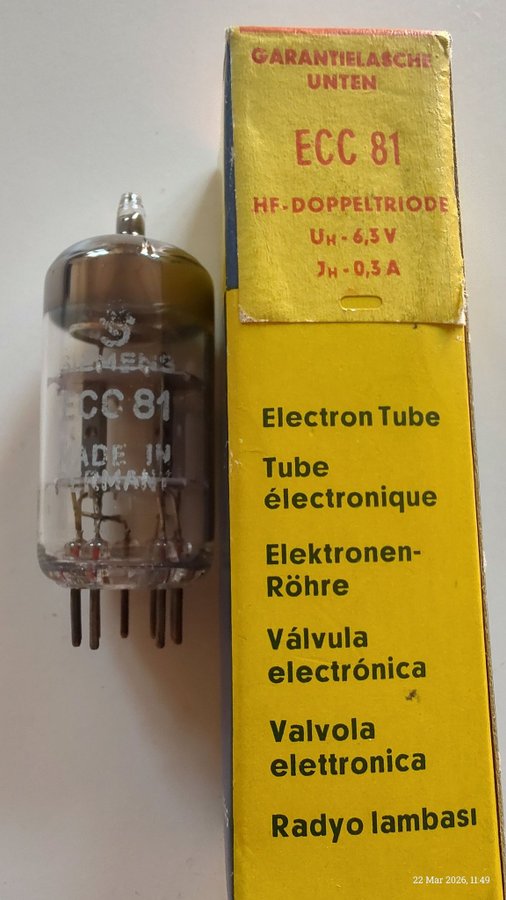 SIEMENS
ECC 81
MADE IN
GERMANY
GARANTIELASCHE
UNTEN
ECC 81
HF-DOPPELTRIODE
UH - 6,3 V
JH - 0,3 A
Electron Tube
Tube
électronique
Elektronen-
Röhre
Válvula
electrónica
Valvola
elettronica
Radyo lambası
22 Mar 2026, 11:49